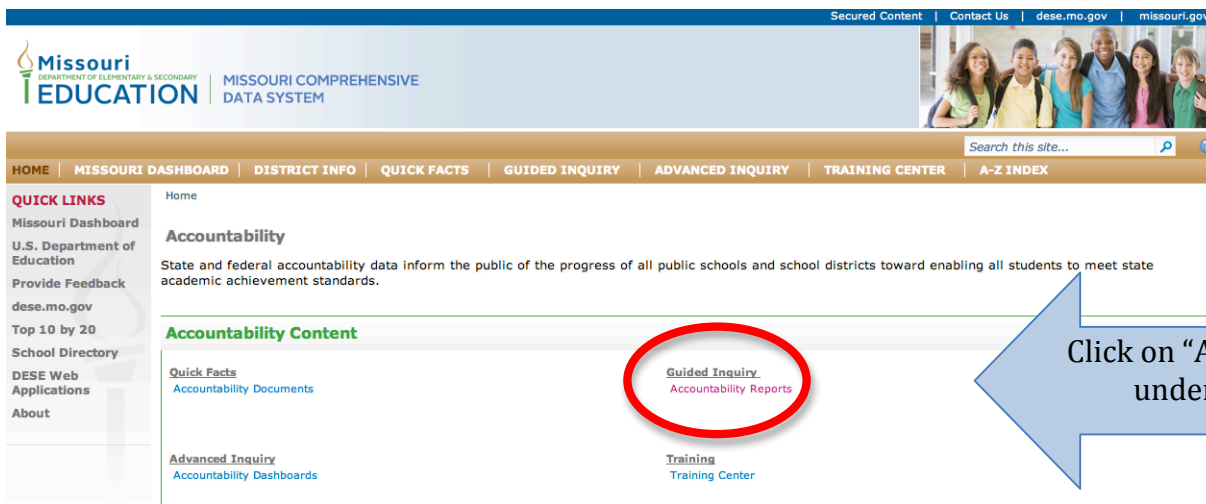 Secured Content | Contact Us | dese.mo.gov | missouri.gov
Missouri
DEPARTMENT OF ELEMENTARY & SECONDARY
EDUCATION
MISSOURI COMPREHENSIVE
DATA SYSTEM
Search this site...
HOME | MISSOURI DASHBOARD | DISTRICT INFO | QUICK FACTS | GUIDED INQUIRY | ADVANCED INQUIRY | TRAINING CENTER | A-Z INDEX
QUICK LINKS
Missouri Dashboard
U.S. Department of
Education
Provide Feedback
dese.mo.gov
Top 10 by 20
School Directory
DESE Web
Applications
About
Home
Accountability
State and federal accountability data inform the public of the progress of all public schools and school districts toward enabling all students to meet state
academic achievement standards.
Accountability Content
Quick Facts
Accountability Documents
Guided Inquiry
Accountability Reports
Advanced Inquiry
Accountability Dashboards
Training
Training Center
Click on “A
under